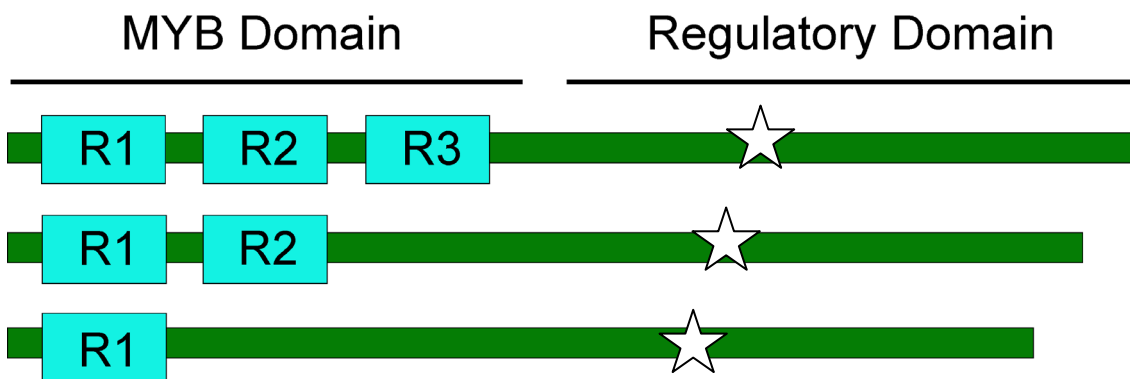 MYB Domain Regulatory Domain
R1 R2 R3
R1 R2
R1